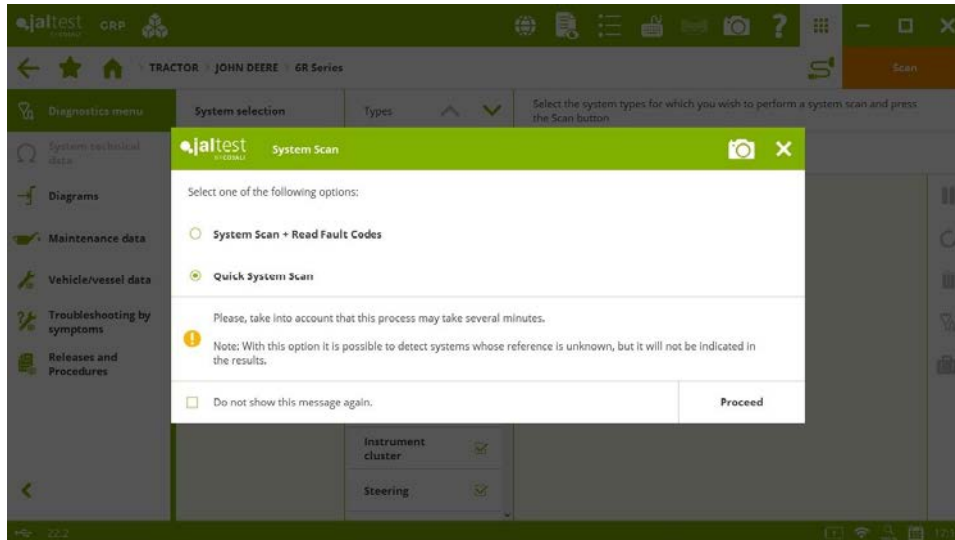 jaltest GRP
TRACTOR JOHN DEERE 6R Series
Scan
Diagnostics menu
System selection
Types
Select the system types for which you wish to perform a system scan and press
the Scan button
System technical
data
Diagrams
Maintenance data
Vehicle/vessel data
Troubleshooting by
symptoms
Releases and
Procedures
jaltest System Scan
BY COJALI
Select one of the following options:
System Scan + Read Fault Codes
Quick System Scan
Please, take into account that this process may take several minutes.
Note: With this option it is possible to detect systems whose reference is unknown, but it will not be indicated in
the results.
Do not show this message again.
Proceed
Instrument
cluster
Steering
22.2